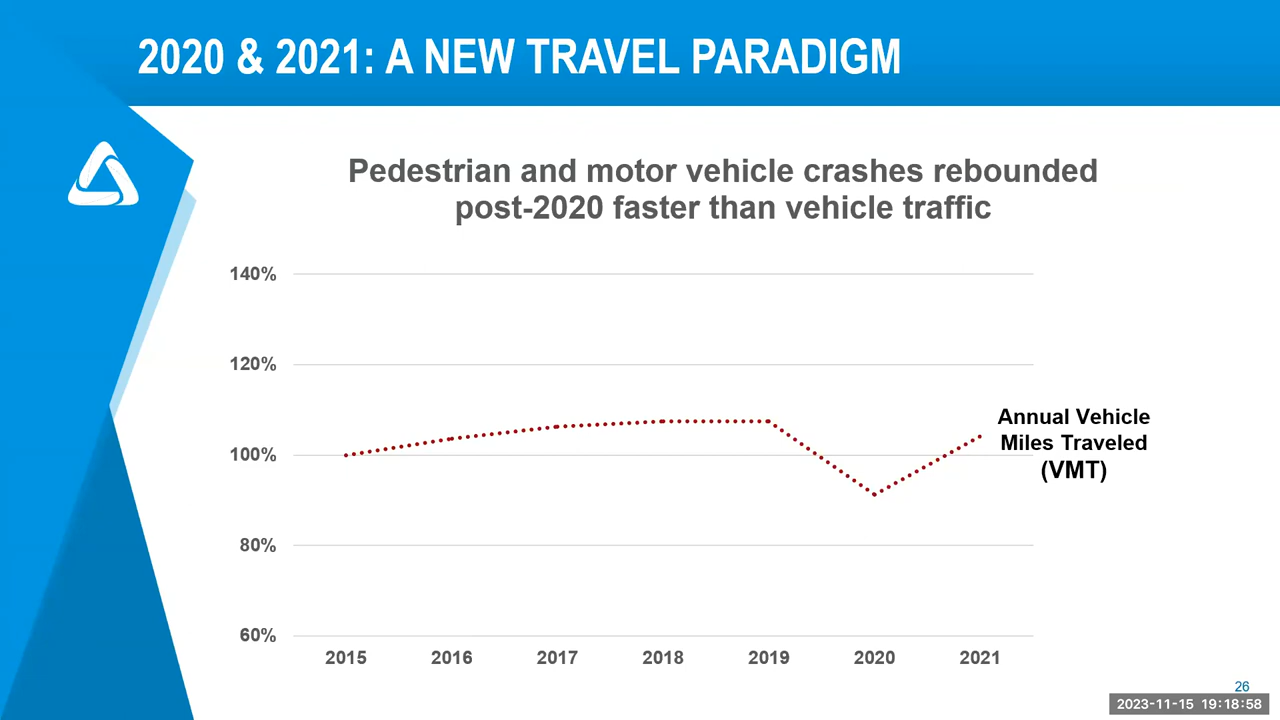 2020 & 2021: A NEW TRAVEL PARADIGM
Pedestrian and motor vehicle crashes rebounded
post-2020 faster than vehicle traffic
140%
120%
100%
80%
60%
Annual Vehicle
Miles Traveled
(VMT)
2015 2016 2017 2018 2019 2020 2021
26
2023-11-15 19:18:58